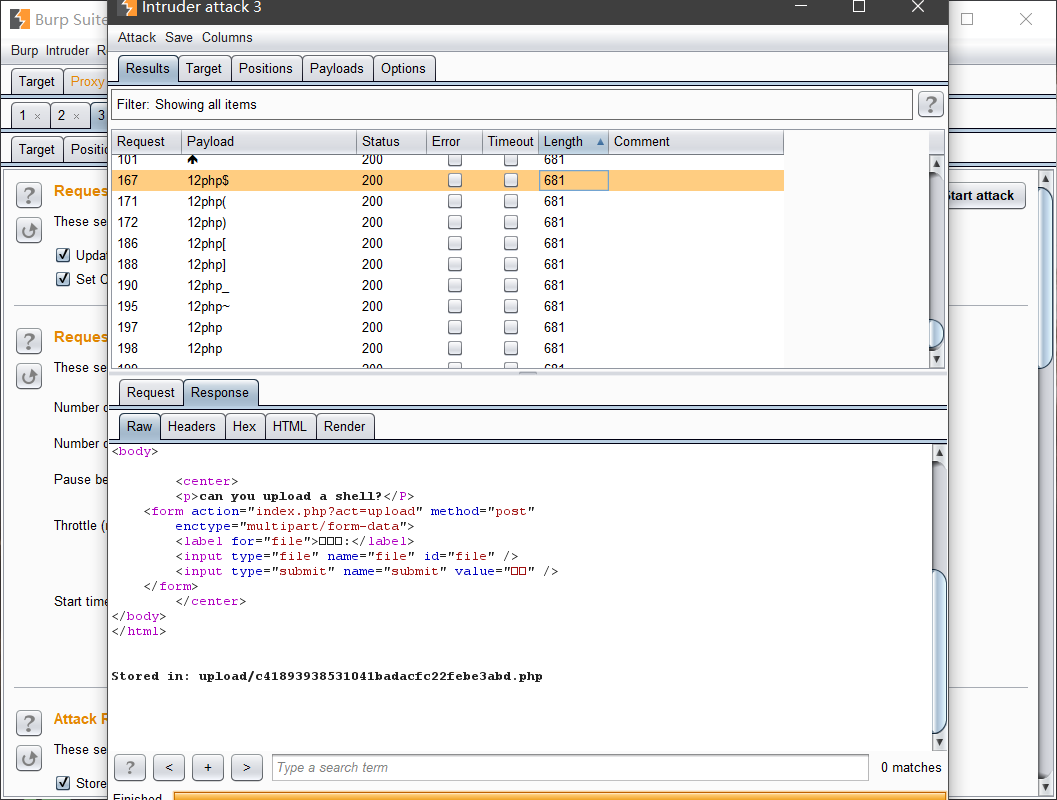 Burp Suite
Intruder attack 3
Burp Intruder R
Attack Save Columns
Target Proxy
Results Target Positions Payloads Options
1 × 2 × 3
Filter: Showing all items ?
Target Positio
Request Payload Status Error Timeout Length Comment
101 200 681
167 12php$ 200 681
171 12php( 200 681
172 12php) 200 681
186 12php[ 200 681
188 12php] 200 681
190 12php_ 200 681
195 12php~ 200 681
197 12php 200 681
198 12php 200 681
199 200 681
? Reques
Start attack
These se
Updat
Set C
? Reques
These se
Number o
Number o
Pause be
Throttle (r
Start time
? Attack R
These se
Store
Request Response
Raw Headers Hex HTML Render
<body>
<center>
<p>can you upload a shell?</P>
<form action="index.php?act=upload" method="post"
enctype="multipart/form-data">
<label for="file">□□□:</label>
<input type="file" name="file" id="file" />
<input type="submit" name="submit" value="□□" />
</form>
</center>
</body>
</html>
Stored in: upload/c41893938531041badacfc22febe3abd.php
? < + > Type a search term 0 matches
Finished